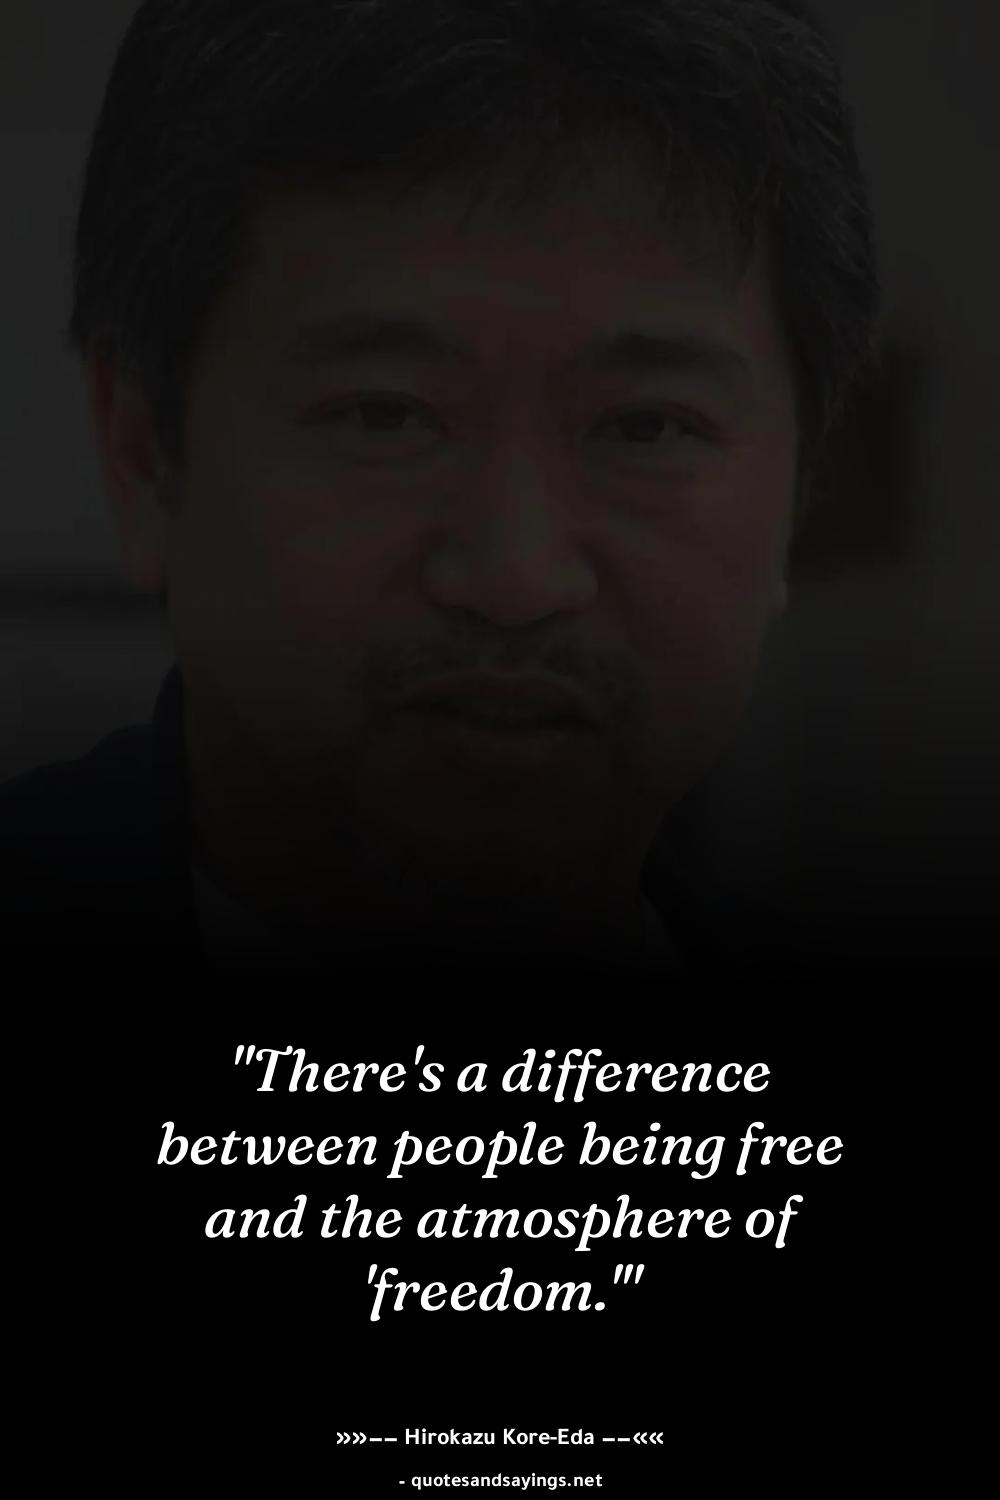 "There's a difference
between people being free
and the atmosphere of
'freedom.'"
»»−− Hirokazu Kore-Eda −−««
- quotesandsayings.net